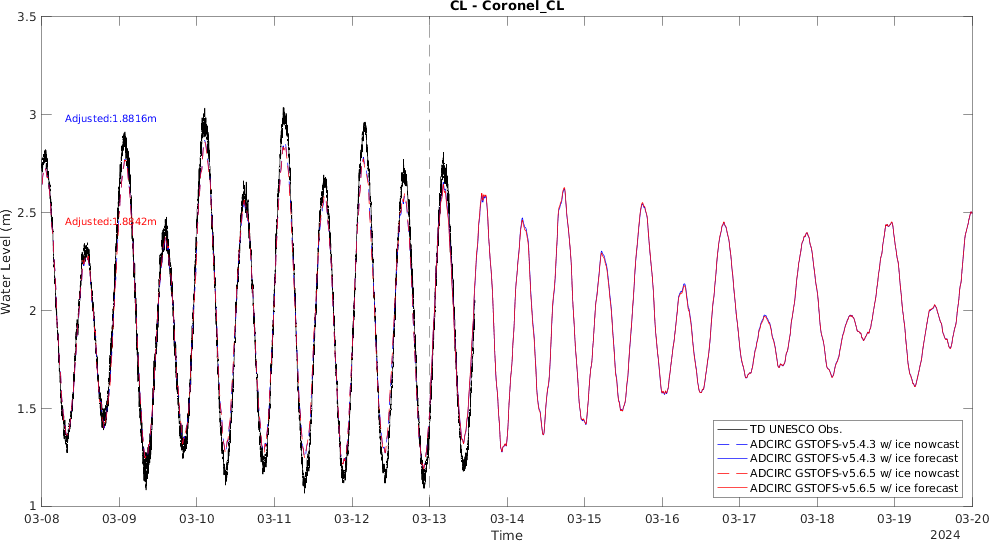 CL - Coronel_CL
3.5
3
2.5
2
1.5
1
Water Level (m)
Adjusted:1.8816m
Adjusted:1.8842m
TD UNESCO Obs.
ADCIRC GSTOFS-v5.4.3 w/ ice nowcast
ADCIRC GSTOFS-v5.4.3 w/ ice forecast
ADCIRC GSTOFS-v5.6.5 w/ ice nowcast
ADCIRC GSTOFS-v5.6.5 w/ ice forecast
03-08 03-09 03-10 03-11 03-12 03-13 03-14 03-15 03-16 03-17 03-18 03-19 03-20
Time
2024